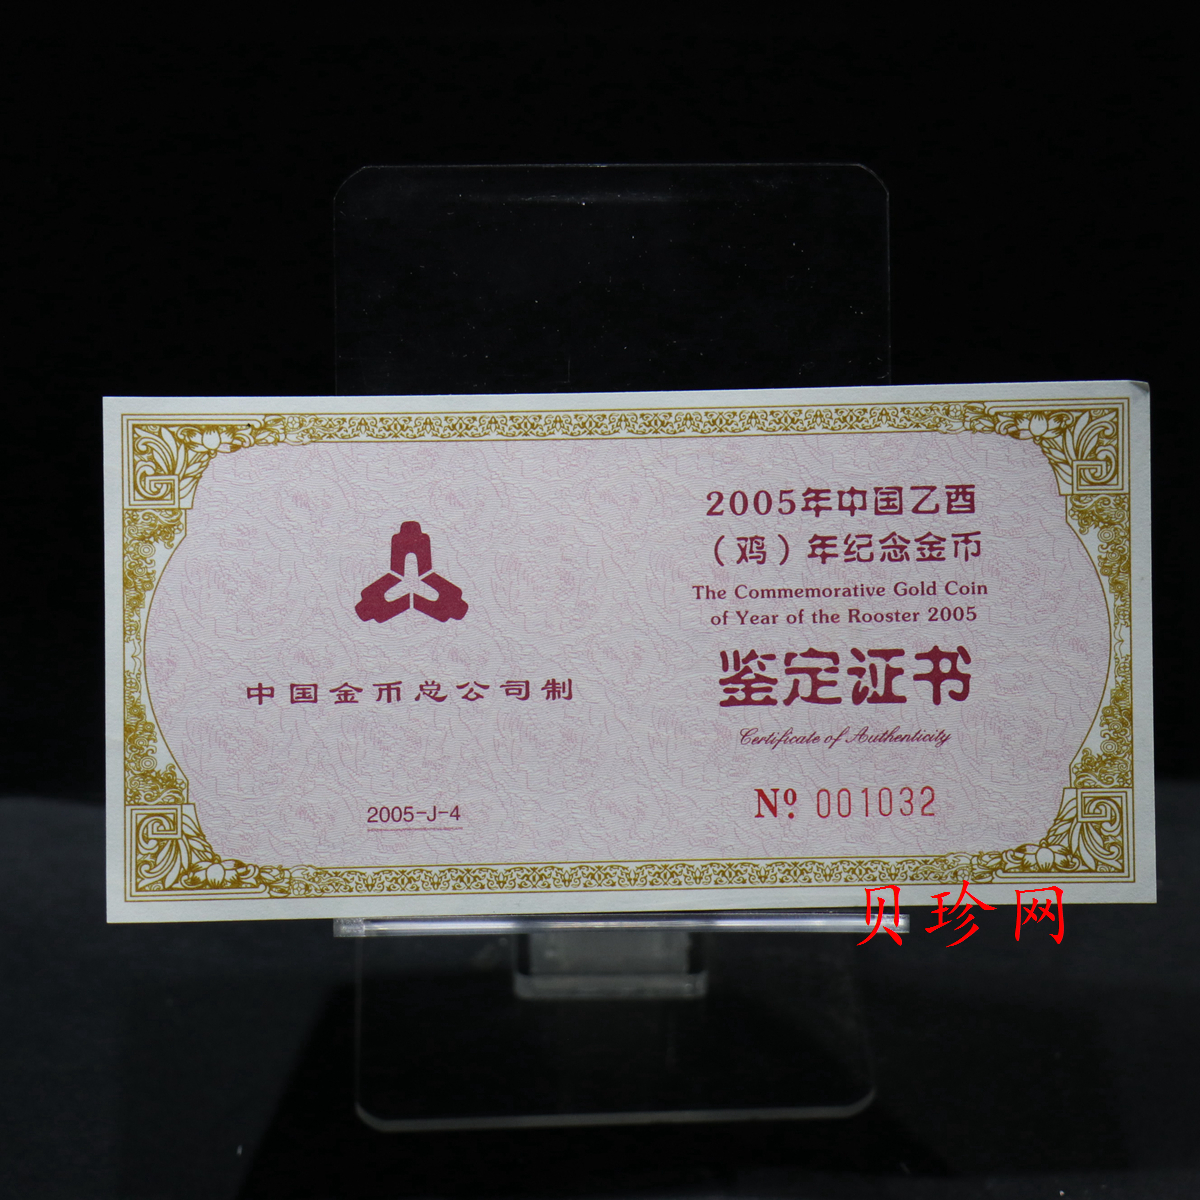 中国金币总公司制
2005-J-4
2005年中国乙酉
（鸡）年纪念金币
The Commemorative Gold Coin
of Year of the Rooster 2005
鉴定证书
Certificate of Authenticity
Nº. 001032
贝珍网